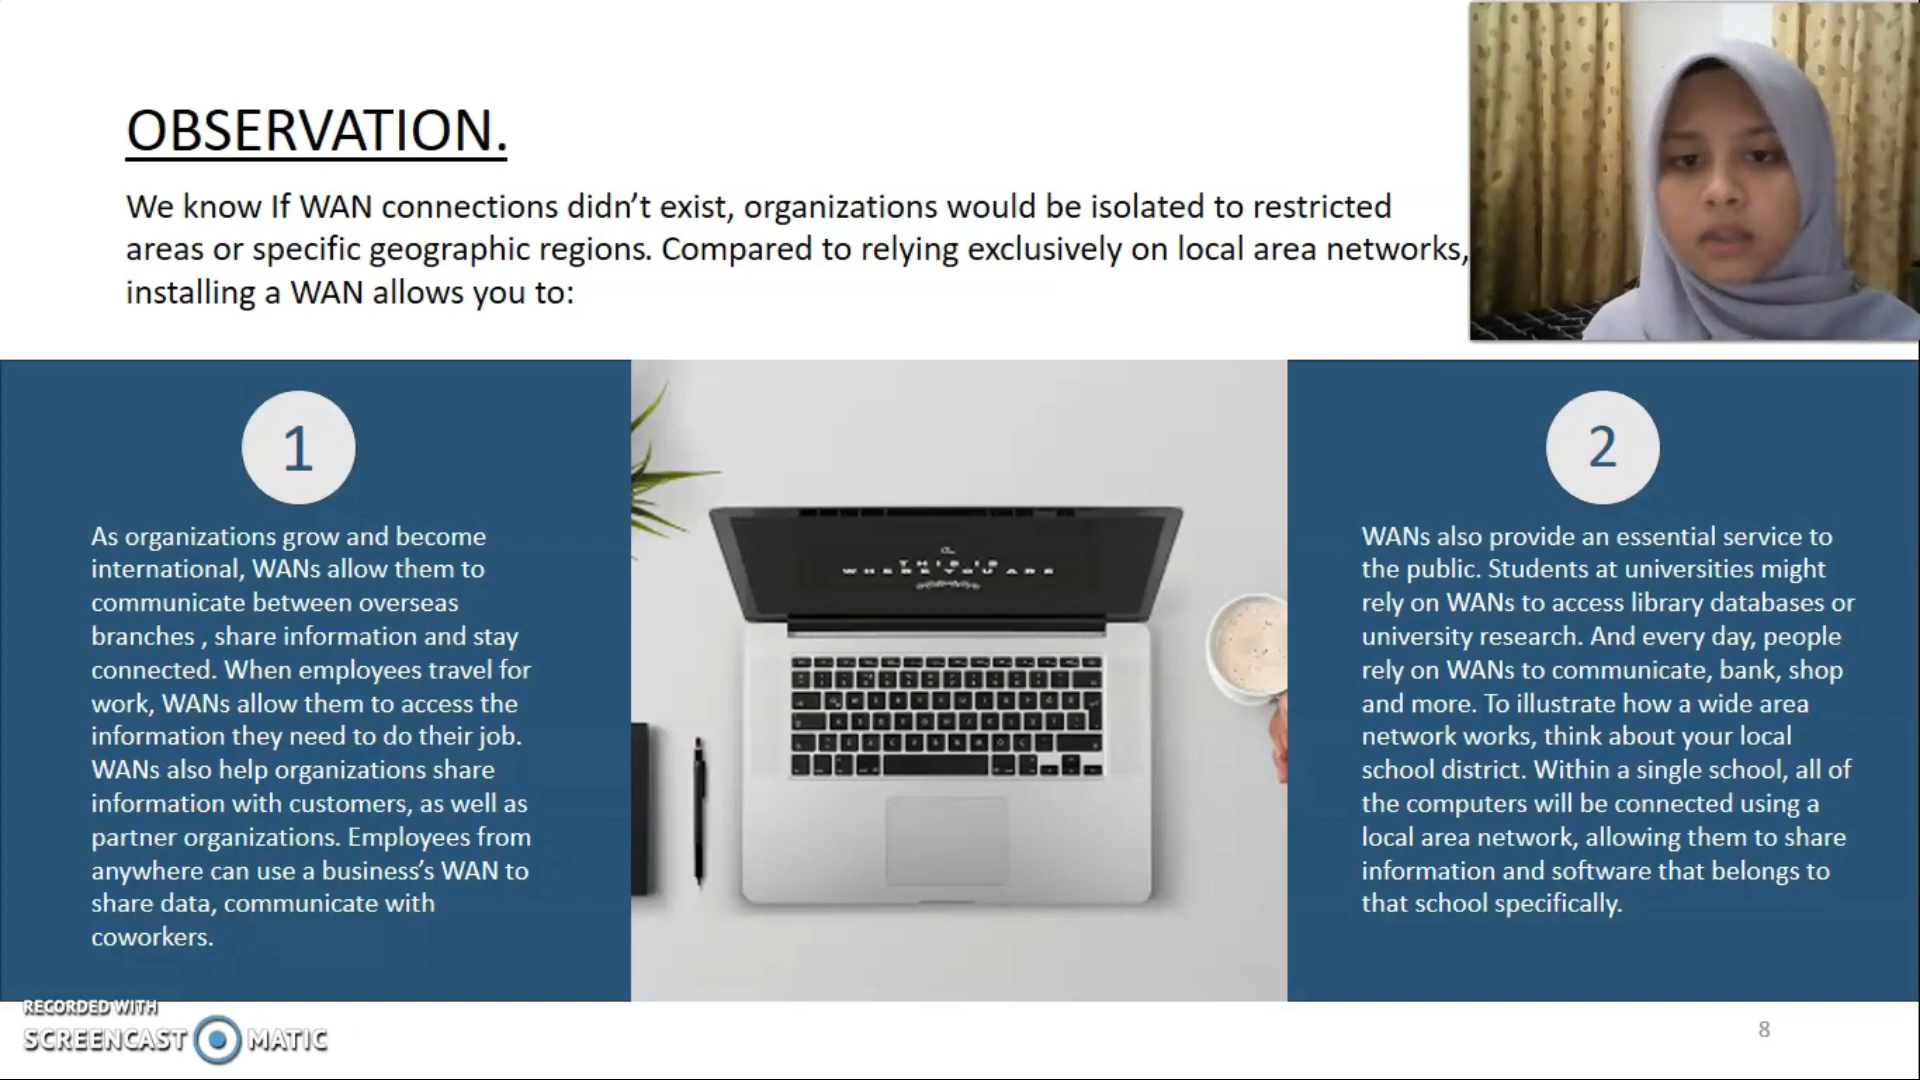 OBSERVATION.
We know If WAN connections didn’t exist, organizations would be isolated to restricted
areas or specific geographic regions. Compared to relying exclusively on local area networks,
installing a WAN allows you to:
1
As organizations grow and become
international, WANs allow them to
communicate between overseas
branches , share information and stay
connected. When employees travel for
work, WANs allow them to access the
information they need to do their job.
WANs also help organizations share
information with customers, as well as
partner organizations. Employees from
anywhere can use a business’s WAN to
share data, communicate with
coworkers.
THIS IS
WHERE YOU ARE
2
WANs also provide an essential service to
the public. Students at universities might
rely on WANs to access library databases or
university research. And every day, people
rely on WANs to communicate, bank, shop
and more. To illustrate how a wide area
network works, think about your local
school district. Within a single school, all of
the computers will be connected using a
local area network, allowing them to share
information and software that belongs to
that school specifically.
RECORDED WITH
SCREENCAST MATIC
8